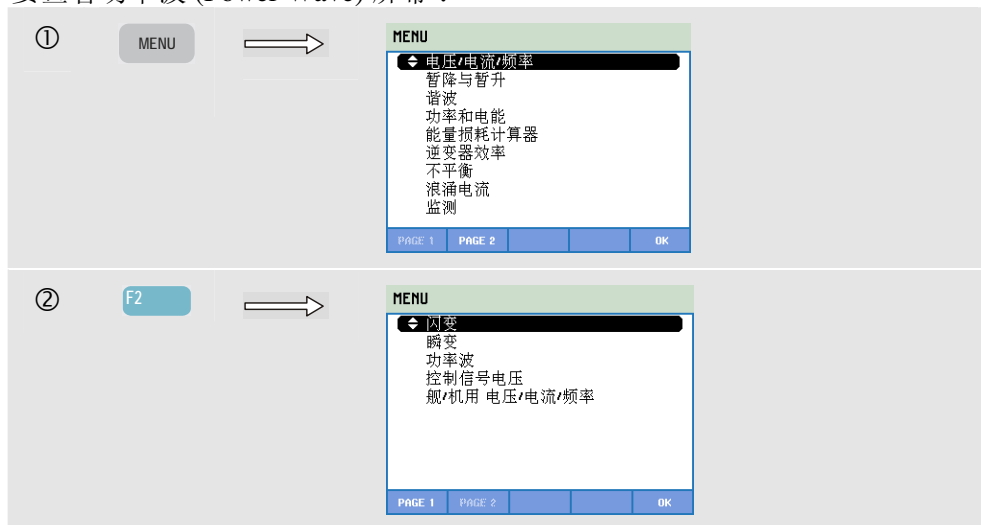 要查看功率波 (Power Wave) 屏幕：
① MENU
MENU
电压/电流/频率
暂降与暂升
谐波
功率和电能
能量损耗计算器
逆变器效率
不平衡
浪涌电流
监测
PAGE 1 PAGE 2 OK
② F2
MENU
闪变
瞬变
功率波
控制信号电压
舰/机用 电压/电流/频率
PAGE 1 PAGE 2 OK